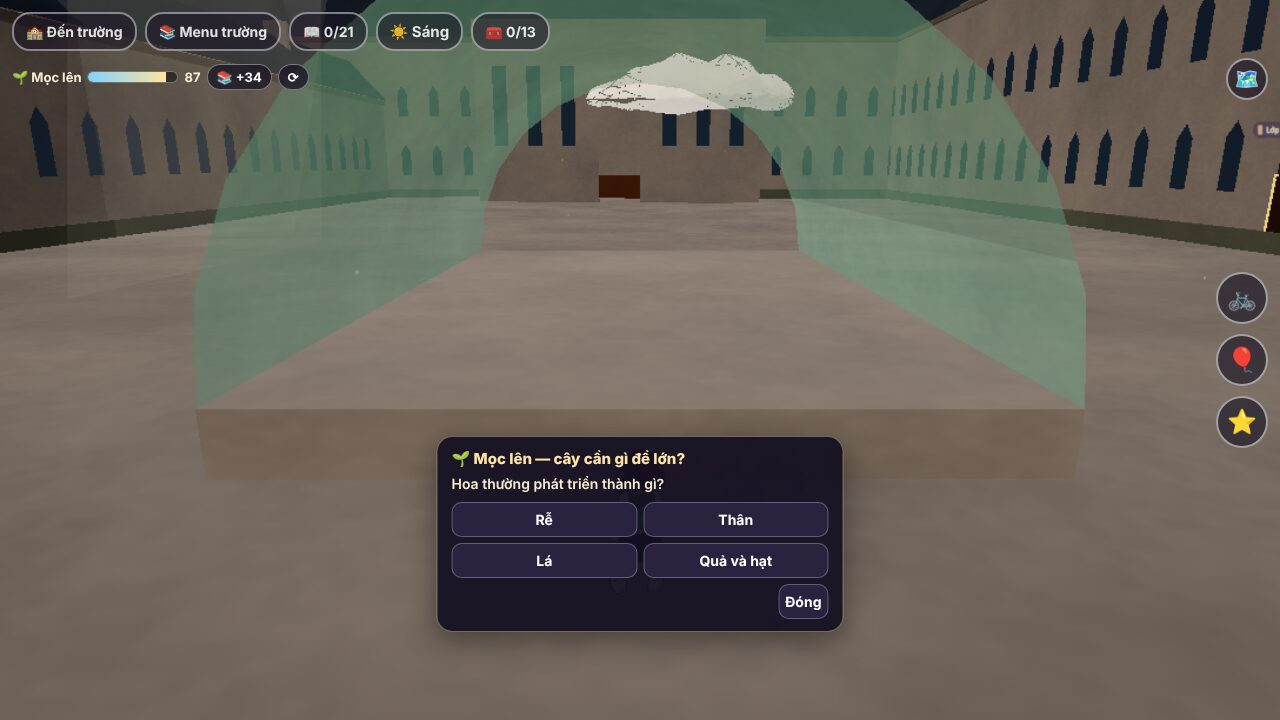 Đến trường
Menu trường
0/21
Sáng
0/13
Mọc lên
87
+34
Lớp
Mọc lên — cây cần gì để lớn?
Hoa thường phát triển thành gì?
Rễ
Thân
Lá
Quả và hạt
Đóng